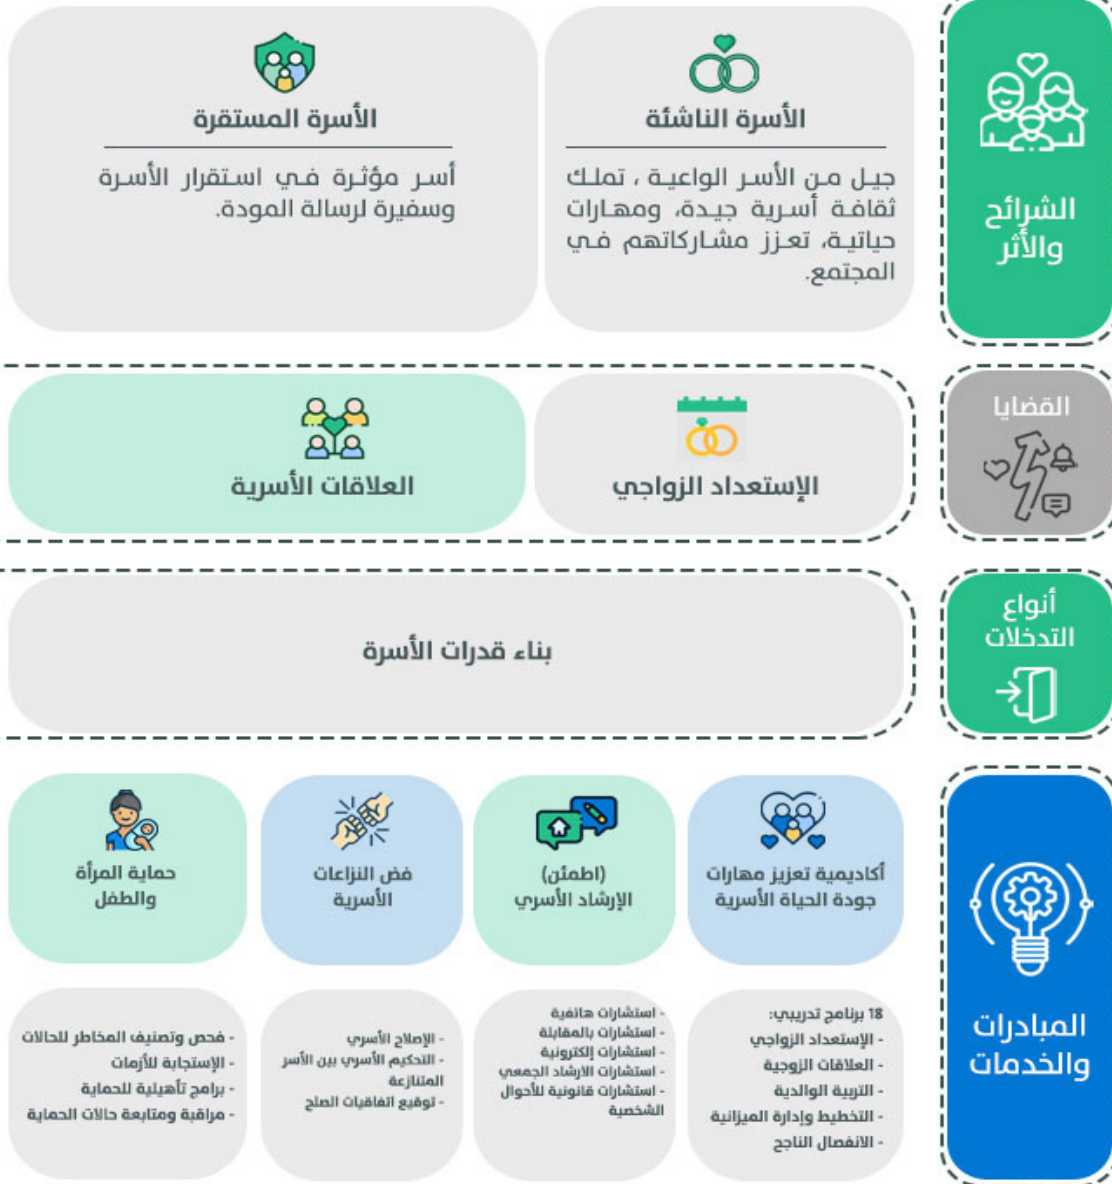 الشرائح
والأثر
الأسرة الناشئة
جيل من الأسر الواعية ، تملك
ثقافة أسرية جيدة، ومهارات
حياتية، تعزز مشاركاتهم في
المجتمع.
الأسرة المستقرة
أسر مؤثرة في استقرار الأسرة
وسفيرة لرسالة المودة.
القضايا
الإستعداد الزواجي
العلاقات الأسرية
أنواع
التدخلات
بناء قدرات الأسرة
المبادرات
والخدمات
أكاديمية تعزيز مهارات
جودة الحياة الأسرية
18 برنامج تدريبي:
- الإستعداد الزواجي
- العلاقات الزوجية
- التربية الوالدية
- التخطيط وإدارة الميزانية
- الانفصال الناجح
(اطمئن)
الإرشاد الأسري
- استشارات هاتفية
- استشارات بالمقابلة
- استشارات إلكترونية
- استشارات الارشاد الجمعي
- استشارات قانونية للأحوال
الشخصية
فض النزاعات
الأسرية
- الإصلاح الأسري
- التحكيم الأسري بين الأسر
المتنازعة
- توقيع اتفاقيات الصلح
حماية المرأة
والطفل
- فحص وتصنيف المخاطر للحالات
- الإستجابة للأزمات
- برامج تأهيلية للحماية
- مراقبة ومتابعة حالات الحماية